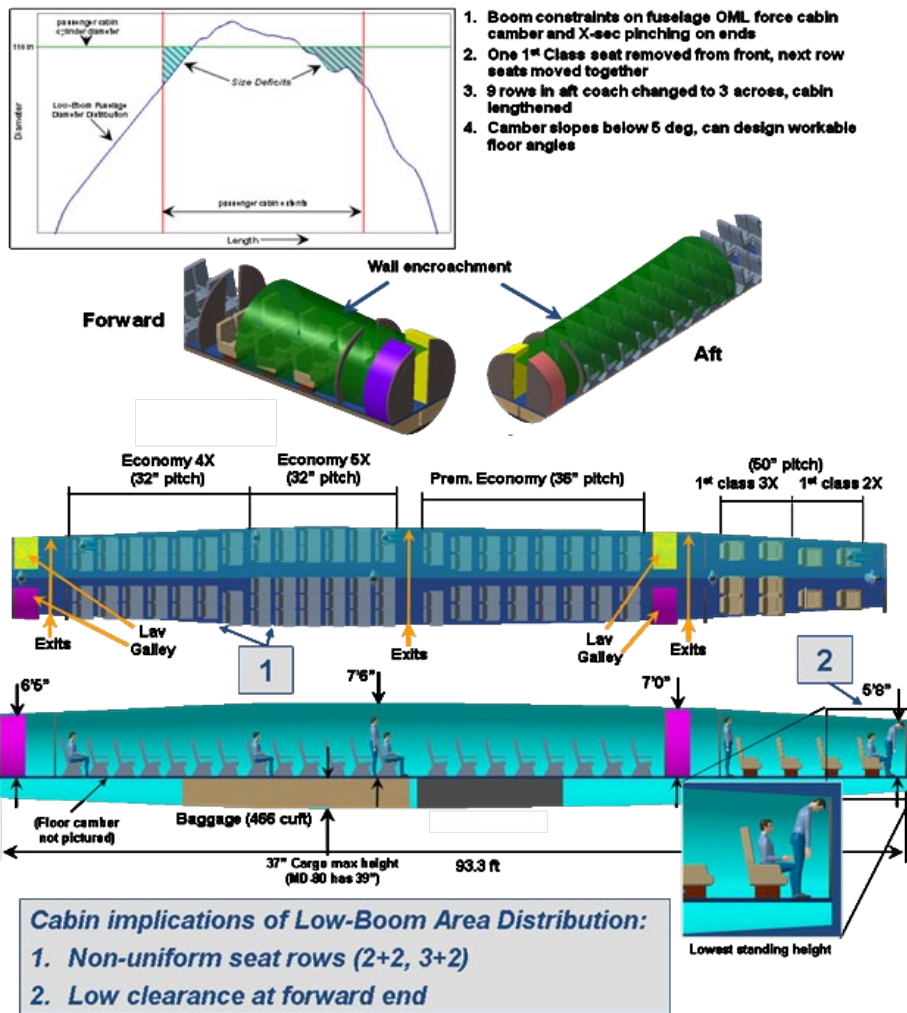 passenger cabin
cylinder diameter
Size Deficits
Low-Boom Fuselage
Diameter Distribution
Diameter
passenger cabin extents
Length
1. Boom constraints on fuselage OML force cabin
camber and X-sec pinching on ends
2. One 1st Class seat removed from front, next row
seats moved together
3. 9 rows in aft coach changed to 3 across, cabin
lengthened
4. Camber slopes below 5 deg, can design workable
floor angles
Wall encroachment
Forward
Aft
Economy 4X
(32” pitch)
Economy 5X
(32” pitch)
Prem. Economy (36” pitch)
(50” pitch)
1st class 3X
1st class 2X
Exits
Lav
Galley
Exits
Lav
Galley
Exits
1
2
6’5”
7’6”
7’0”
5’8”
(Floor camber
not pictured)
Baggage (466 cuft)
37” Cargo max height
(MD-80 has 39”)
93.3 ft
Lowest standing height
Cabin implications of Low-Boom Area Distribution:
1. Non-uniform seat rows (2+2, 3+2)
2. Low clearance at forward end